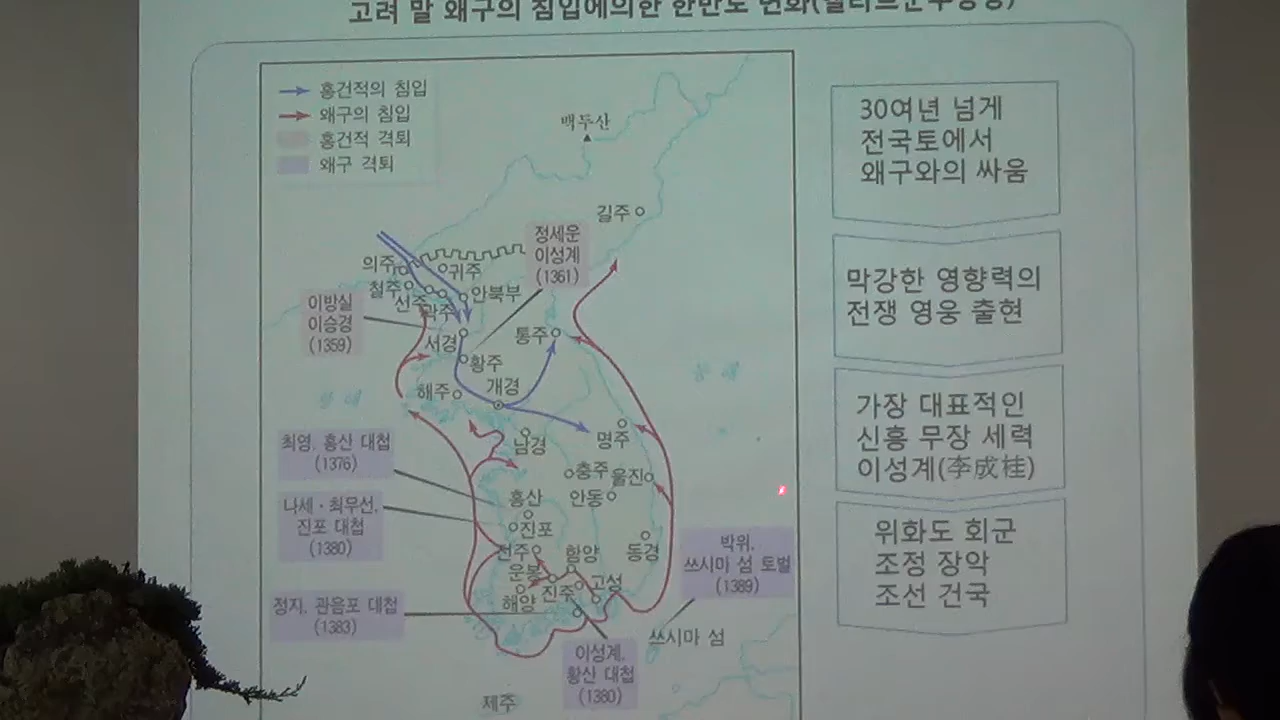 고려 말 왜구의 침입에의한 한반도 변화
홍건적의 침입
왜구의 침입
홍건적 격퇴
왜구 격퇴
백두산
길주
정세운
이성계
(1361)
의주
귀주
철주
선주
곽주
안북부
이방실
이승경
(1359)
서경
통주
황주
해주
개경
황 해
동 해
남경
명주
최영, 홍산 대첩
(1376)
충주
울진
홍산
안동
나세·최무선,
진포 대첩
(1380)
진포
전주
함양
동경
박위,
쓰시마 섬 토벌
(1389)
운봉
진주
고성
해양
정지, 관음포 대첩
(1383)
쓰시마 섬
이성계,
황산 대첩
(1380)
제주
30여년 넘게
전국토에서
왜구와의 싸움
막강한 영향력의
전쟁 영웅 출현
가장 대표적인
신흥 무장 세력
이성계(李成桂)
위화도 회군
조정 장악
조선 건국